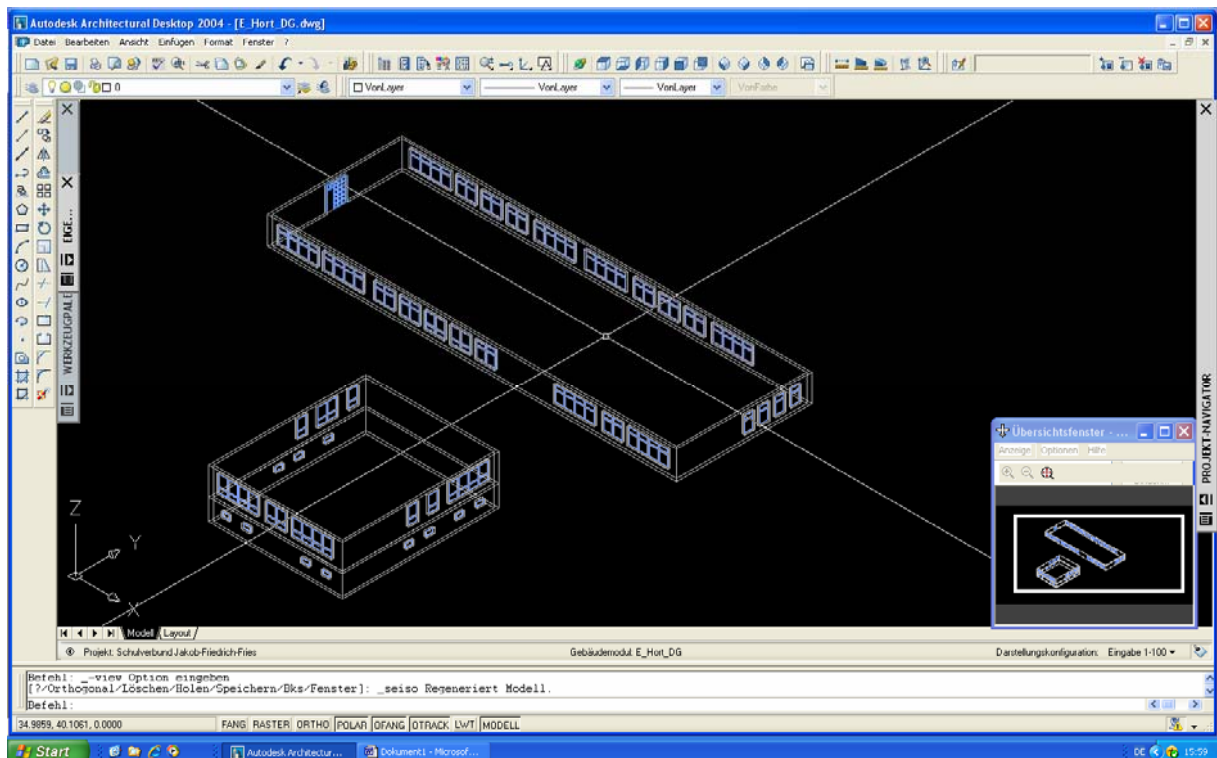 Autodesk Architectural Desktop 2004 - [E_Hort_DG.dwg]
Datei Bearbeiten Ansicht Einfügen Format Fenster ?
0 VonLayer VonLayer VonLayer VonFarbe
EIGE...
WERKZEUGPALE
PROJEKT-NAVIGATOR
Übersichtsfenster - ...
Anzeige Optionen Hilfe
Z
Y
X
Modell Layout
Projekt: Schulverbund Jakob-Friedrich-Fries Gebäudemodul: E_Hort_DG Darstellungskonfiguration: Eingabe 1-100
Befehl: _-view Option eingeben
[?/Orthogonal/Löschen/Holen/Speichern/Bks/Fenster]: _seiso Regeneriert Modell.
Befehl:
34.9859, 40.1061, 0.0000 FANG RASTER ORTHO POLAR OFANG OTRACK LWT MODELL
Start Autodesk Architectur... Dokument1 - Microsof... DE 15:59